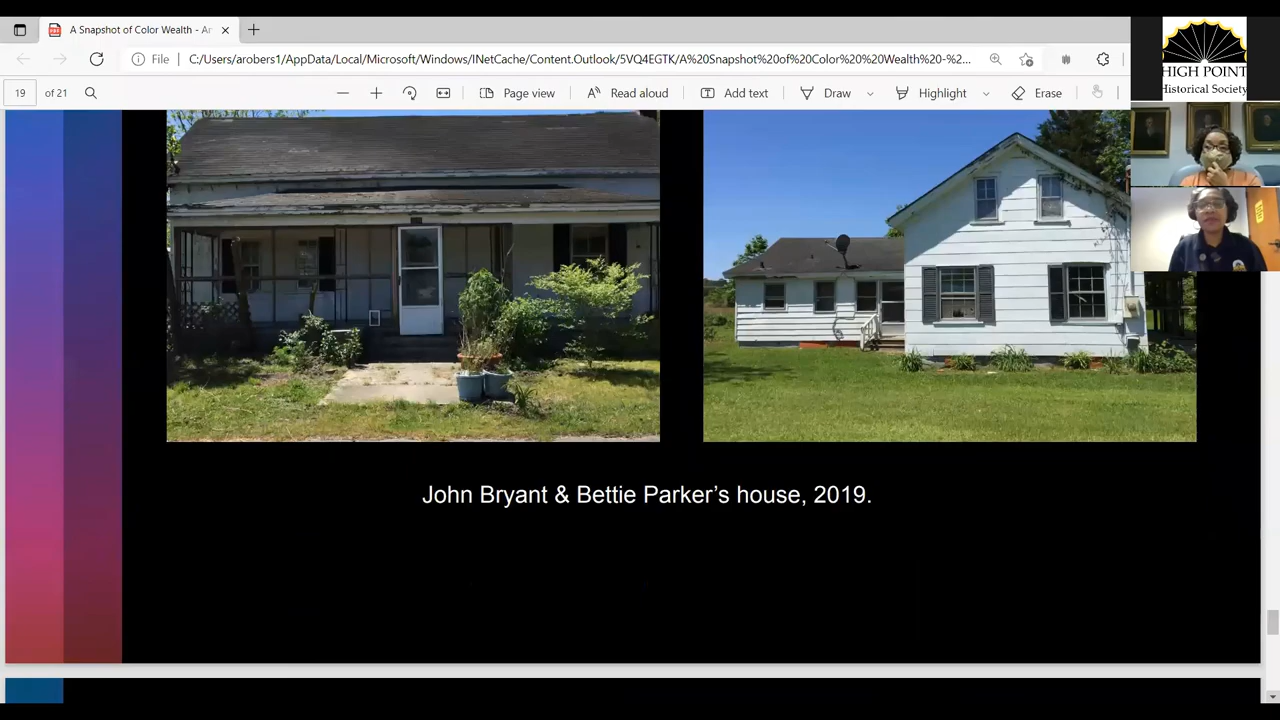 A Snapshot of Color Wealth - Ar
File
C:/Users/arobers1/AppData/Local/Microsoft/Windows/INetCache/Content.Outlook/5VQ4EGTK/A%20Snapshot%20of%20Color%20%20Wealth%20-%2...
19 of 21
Page view
Read aloud
Add text
Draw
Highlight
Erase
HIGH POINT
Historical Society
John Bryant & Bettie Parker's house, 2019.